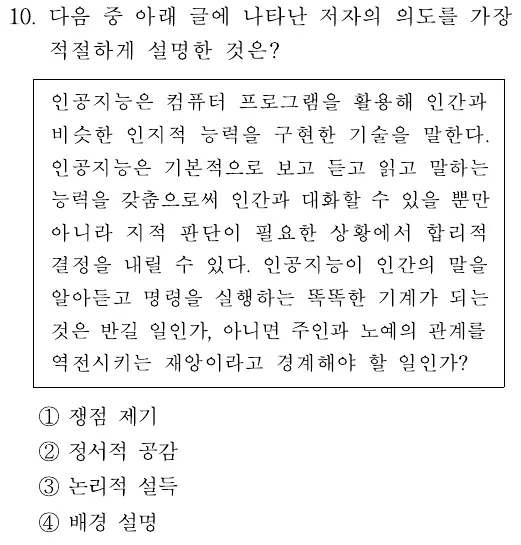 10. 다음 중 아래 글에 나타난 저자의 의도를 가장
적절하게 설명한 것은?
인공지능은 컴퓨터 프로그램을 활용해 인간과
비슷한 인지적 능력을 구현한 기술을 말한다.
인공지능은 기본적으로 보고 듣고 읽고 말하는
능력을 갖춤으로써 인간과 대화할 수 있을 뿐만
아니라 지적 판단이 필요한 상황에서 합리적
결정을 내릴 수 있다. 인공지능이 인간의 말을
알아듣고 명령을 실행하는 똑똑한 기계가 되는
것은 반길 일인가, 아니면 주인과 노예의 관계를
역전시키는 재앙이라고 경계해야 할 일인가?
① 쟁점 제기
② 정서적 공감
③ 논리적 설득
④ 배경 설명